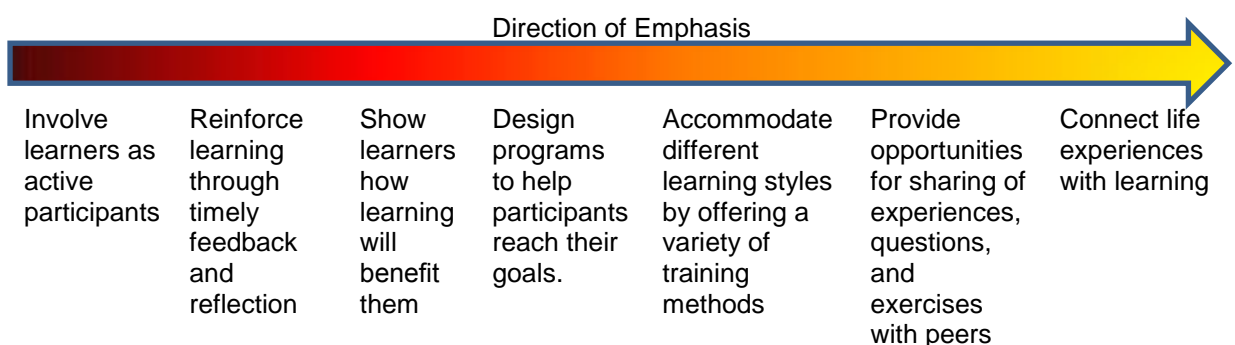 Direction of Emphasis
Involve
learners as
active
participants
Reinforce
learning
through
timely
feedback
and
reflection
Show
learners
how
learning
will
benefit
them
Design
programs
to help
participants
reach their
goals.
Accommodate
different
learning styles
by offering a
variety of
training
methods
Provide
opportunities
for sharing of
experiences,
questions,
and
exercises
with peers
Connect life
experiences
with learning